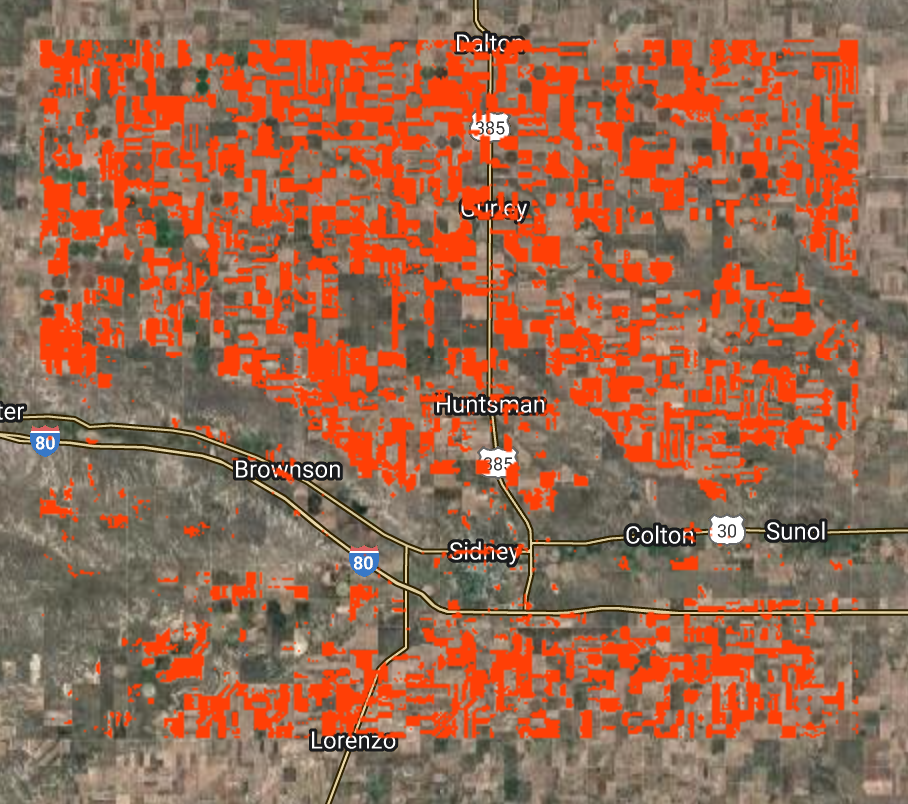 Dalton
385
Gurley
ter
80
Huntsman
385
Brownson
80
Sidney
Colton
30
Sunol
Lorenzo